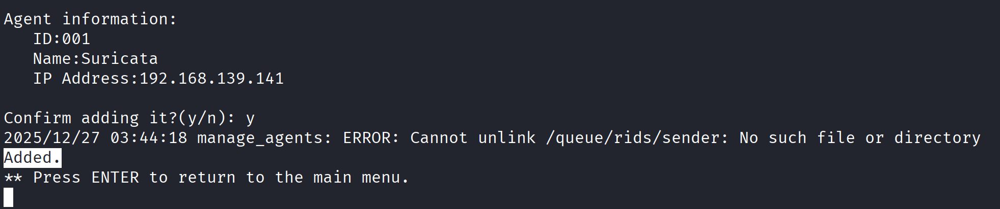 Agent information:
   ID:001
   Name:Suricata
   IP Address:192.168.139.141

Confirm adding it?(y/n): y
2025/12/27 03:44:18 manage_agents: ERROR: Cannot unlink /queue/rids/sender: No such file or directory
Added.
** Press ENTER to return to the main menu.